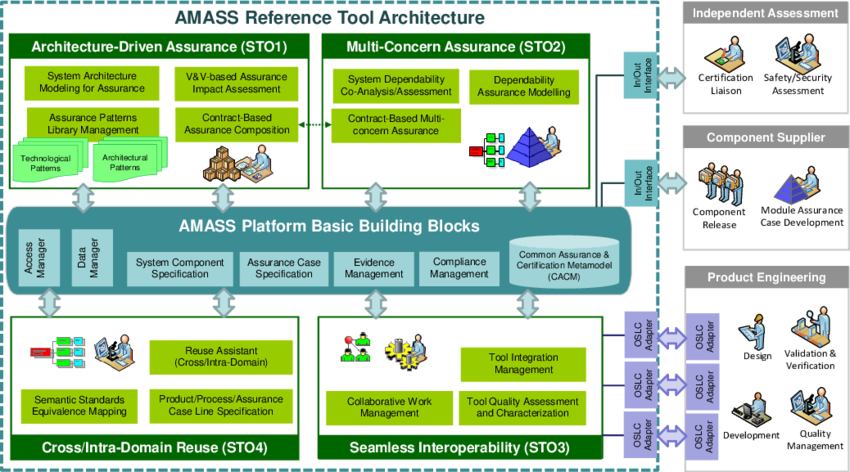 AMASS Reference Tool Architecture
Architecture-Driven Assurance (STO1)
System Architecture
Modeling for Assurance
V&V-based Assurance
Impact Assessment
Assurance Patterns
Library Management
Contract-Based
Assurance Composition
Technological
Patterns
Architectural
Patterns
Multi-Concern Assurance (STO2)
System Dependability
Co-Analysis/Assessment
Dependability
Assurance Modelling
Contract-Based Multi-
concern Assurance
In/Out
Interface
In/Out
Interface
AMASS Platform Basic Building Blocks
Access
Manager
Data
Manager
System Component
Specification
Assurance Case
Specification
Evidence
Management
Compliance
Management
Common Assurance &
Certification Metamodel
(CACM)
Reuse Assistant
(Cross/Intra-Domain)
Semantic Standards
Equivalence Mapping
Product/Process/Assurance
Case Line Specification
Cross/Intra-Domain Reuse (STO4)
Tool Integration
Management
Collaborative Work
Management
Tool Quality Assessment
and Characterization
Seamless Interoperability (STO3)
OSLC
Adapter
OSLC
Adapter
OSLC
Adapter
OSLC
Adapter
OSLC
Adapter
OSLC
Adapter
Independent Assessment
Certification
Liaison
Safety/Security
Assessment
Component Supplier
Component
Release
Module Assurance
Case Development
Product Engineering
Design
Validation &
Verification
Development
Quality
Management